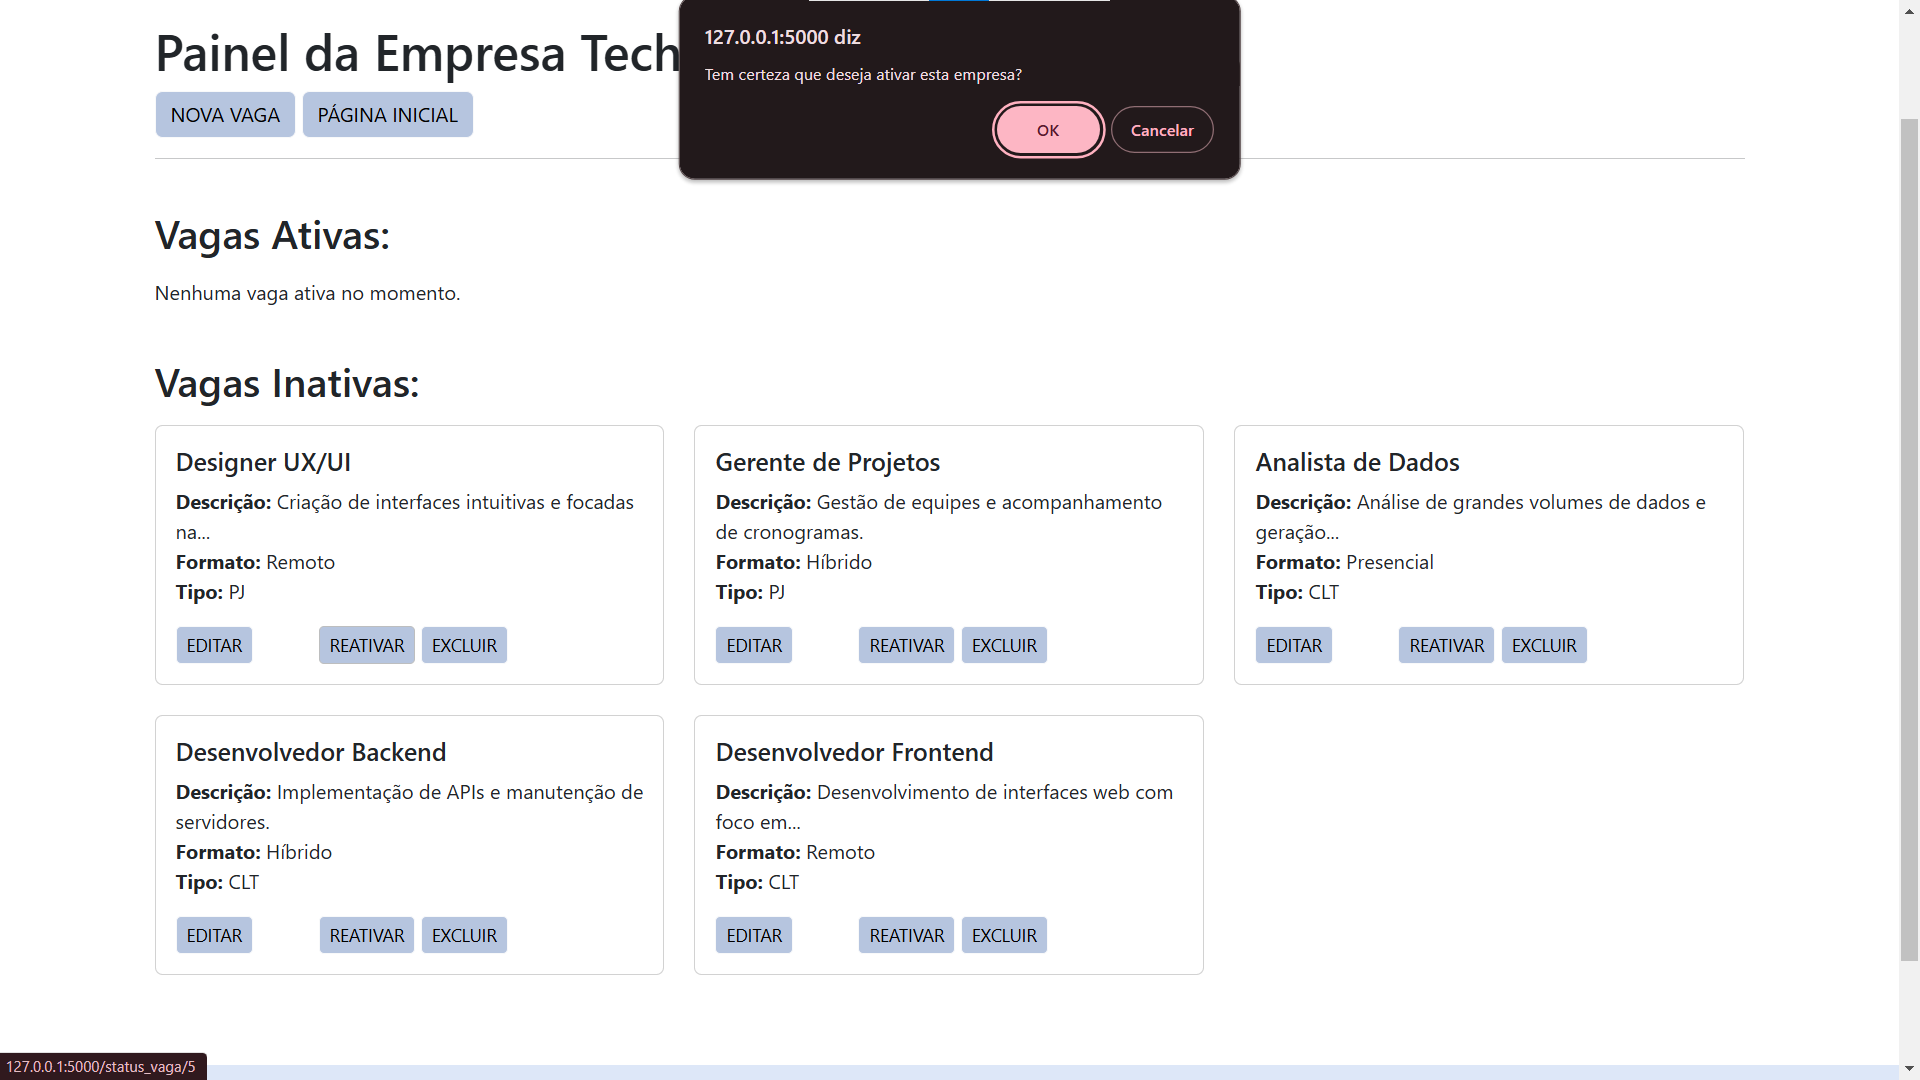 127.0.0.1:5000 diz
Tem certeza que deseja ativar esta empresa?
OK
Cancelar
Painel da Empresa Tech
NOVA VAGA
PÁGINA INICIAL
Vagas Ativas:
Nenhuma vaga ativa no momento.
Vagas Inativas:
Designer UX/UI
Descrição: Criação de interfaces intuitivas e focadas
na...
Formato: Remoto
Tipo: PJ
EDITAR
REATIVAR
EXCLUIR
Gerente de Projetos
Descrição: Gestão de equipes e acompanhamento
de cronogramas.
Formato: Híbrido
Tipo: PJ
EDITAR
REATIVAR
EXCLUIR
Analista de Dados
Descrição: Análise de grandes volumes de dados e
geração...
Formato: Presencial
Tipo: CLT
EDITAR
REATIVAR
EXCLUIR
Desenvolvedor Backend
Descrição: Implementação de APIs e manutenção de
servidores.
Formato: Híbrido
Tipo: CLT
EDITAR
REATIVAR
EXCLUIR
Desenvolvedor Frontend
Descrição: Desenvolvimento de interfaces web com
foco em...
Formato: Remoto
Tipo: CLT
EDITAR
REATIVAR
EXCLUIR
127.0.0.1:5000/status_vaga/5